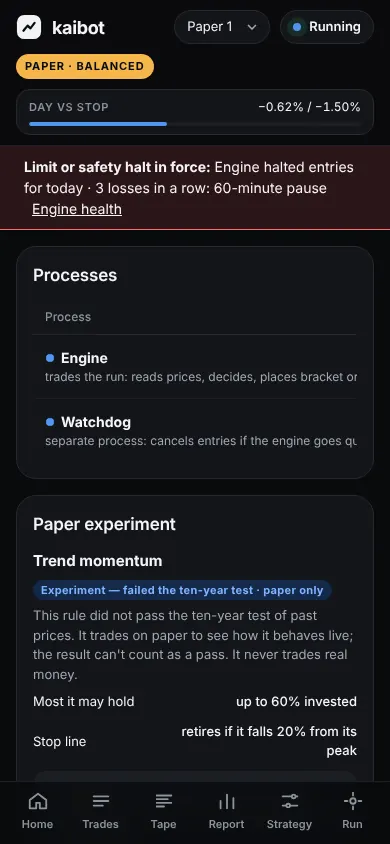 kaibot
Paper 1
Running
PAPER · BALANCED
DAY VS STOP
−0.62% / −1.50%
Limit or safety halt in force: Engine halted entries
for today · 3 losses in a row: 60-minute pause
Engine health
Processes
Process
Engine
trades the run: reads prices, decides, places bracket or
Watchdog
separate process: cancels entries if the engine goes qu
Paper experiment
Trend momentum
Experiment — failed the ten-year test · paper only
This rule did not pass the ten-year test of past
prices. It trades on paper to see how it behaves live;
the result can't count as a pass. It never trades real
money.
Most it may hold
up to 60% invested
Stop line
retires if it falls 20% from its
peak
Home
Trades
Tape
Report
Strategy
Run